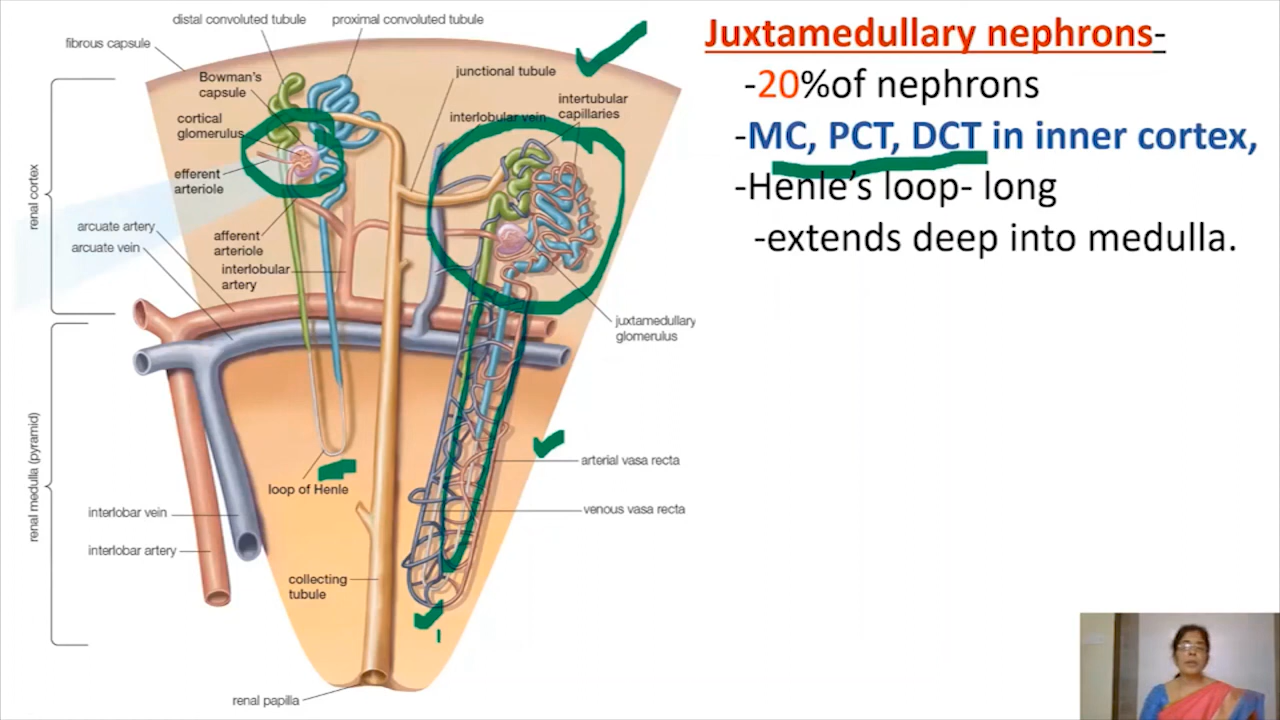 distal convoluted tubule
proximal convoluted tubule
fibrous capsule
Bowman's
capsule
junctional tubule
intertubular
capillaries
interlobular vein
cortical
glomerulus
efferent
arteriole
renal cortex
arcuate artery
arcuate vein
afferent
arteriole
interlobular
artery
juxtamedullary
glomerulus
renal medulla (pyramid)
arterial vasa recta
loop of Henle
venous vasa recta
interlobar vein
interlobar artery
collecting
tubule
renal papilla
Juxtamedullary nephrons-
-20%of nephrons
-MC, PCT, DCT in inner cortex,
-Henle's loop- long
-extends deep into medulla.